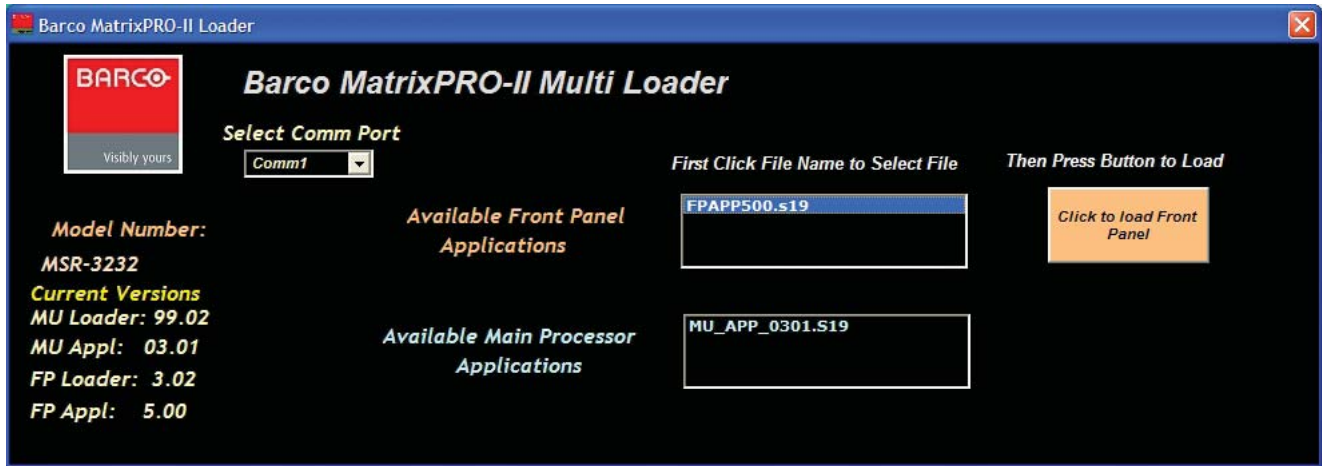 Barco MatrixPRO-II Loader
BARCO
Visibly yours
Barco MatrixPRO-II Multi Loader
Select Comm Port
Comm1
First Click File Name to Select File
Then Press Button to Load
Available Front Panel
Applications
FPAPP500.s19
Click to load Front
Panel
Model Number:
MSR-3232
Current Versions
MU Loader: 99.02
MU Appl: 03.01
FP Loader: 3.02
FP Appl: 5.00
Available Main Processor
Applications
MU_APP_0301.S19